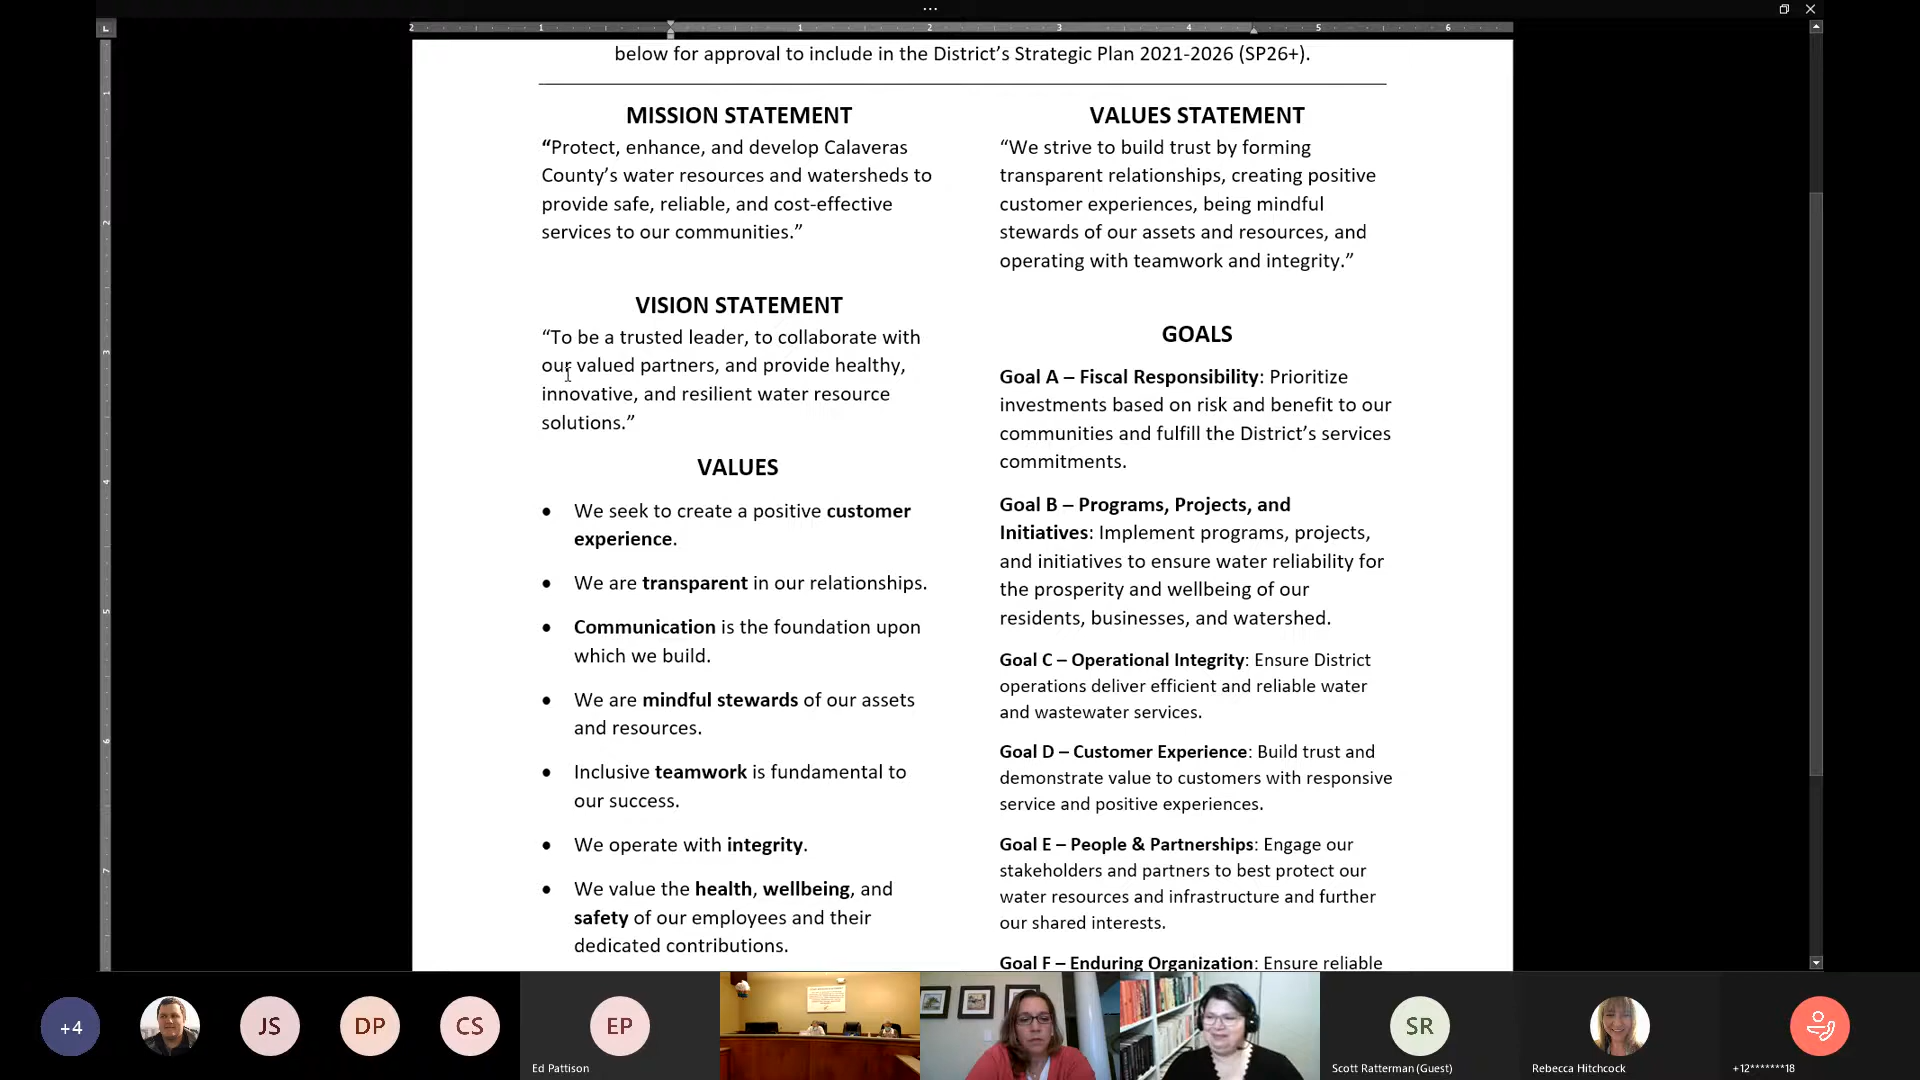 below for approval to include in the District’s Strategic Plan 2021-2026 (SP26+).
MISSION STATEMENT
“Protect, enhance, and develop Calaveras
County’s water resources and watersheds to
provide safe, reliable, and cost-effective
services to our communities.”
VISION STATEMENT
“To be a trusted leader, to collaborate with
our valued partners, and provide healthy,
innovative, and resilient water resource
solutions.”
VALUES
• We seek to create a positive customer
experience.
• We are transparent in our relationships.
• Communication is the foundation upon
which we build.
• We are mindful stewards of our assets
and resources.
• Inclusive teamwork is fundamental to
our success.
• We operate with integrity.
• We value the health, wellbeing, and
safety of our employees and their
dedicated contributions.
VALUES STATEMENT
“We strive to build trust by forming
transparent relationships, creating positive
customer experiences, being mindful
stewards of our assets and resources, and
operating with teamwork and integrity.”
GOALS
Goal A – Fiscal Responsibility: Prioritize
investments based on risk and benefit to our
communities and fulfill the District’s services
commitments.
Goal B – Programs, Projects, and
Initiatives: Implement programs, projects,
and initiatives to ensure water reliability for
the prosperity and wellbeing of our
residents, businesses, and watershed.
Goal C – Operational Integrity: Ensure District
operations deliver efficient and reliable water
and wastewater services.
Goal D – Customer Experience: Build trust and
demonstrate value to customers with responsive
service and positive experiences.
Goal E – People & Partnerships: Engage our
stakeholders and partners to best protect our
water resources and infrastructure and further
our shared interests.
Goal F – Enduring Organization: Ensure reliable
+4
JS
DP
CS
EP
Ed Pattison
SR
Scott Ratterman (Guest)
Rebecca Hitchcock
+12*******18